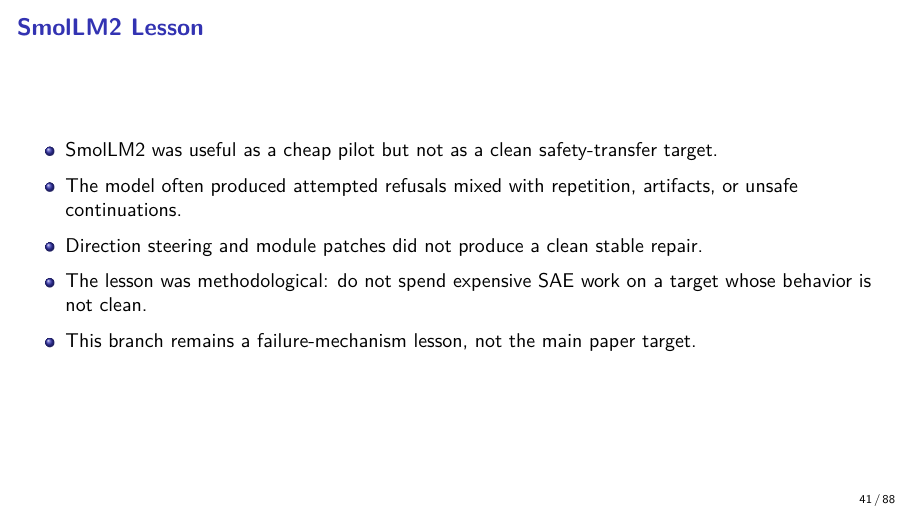 SmolLM2 Lesson
SmolLM2 was useful as a cheap pilot but not as a clean safety-transfer target.
The model often produced attempted refusals mixed with repetition, artifacts, or unsafe
continuations.
Direction steering and module patches did not produce a clean stable repair.
The lesson was methodological: do not spend expensive SAE work on a target whose behavior is
not clean.
This branch remains a failure-mechanism lesson, not the main paper target.
41 / 88